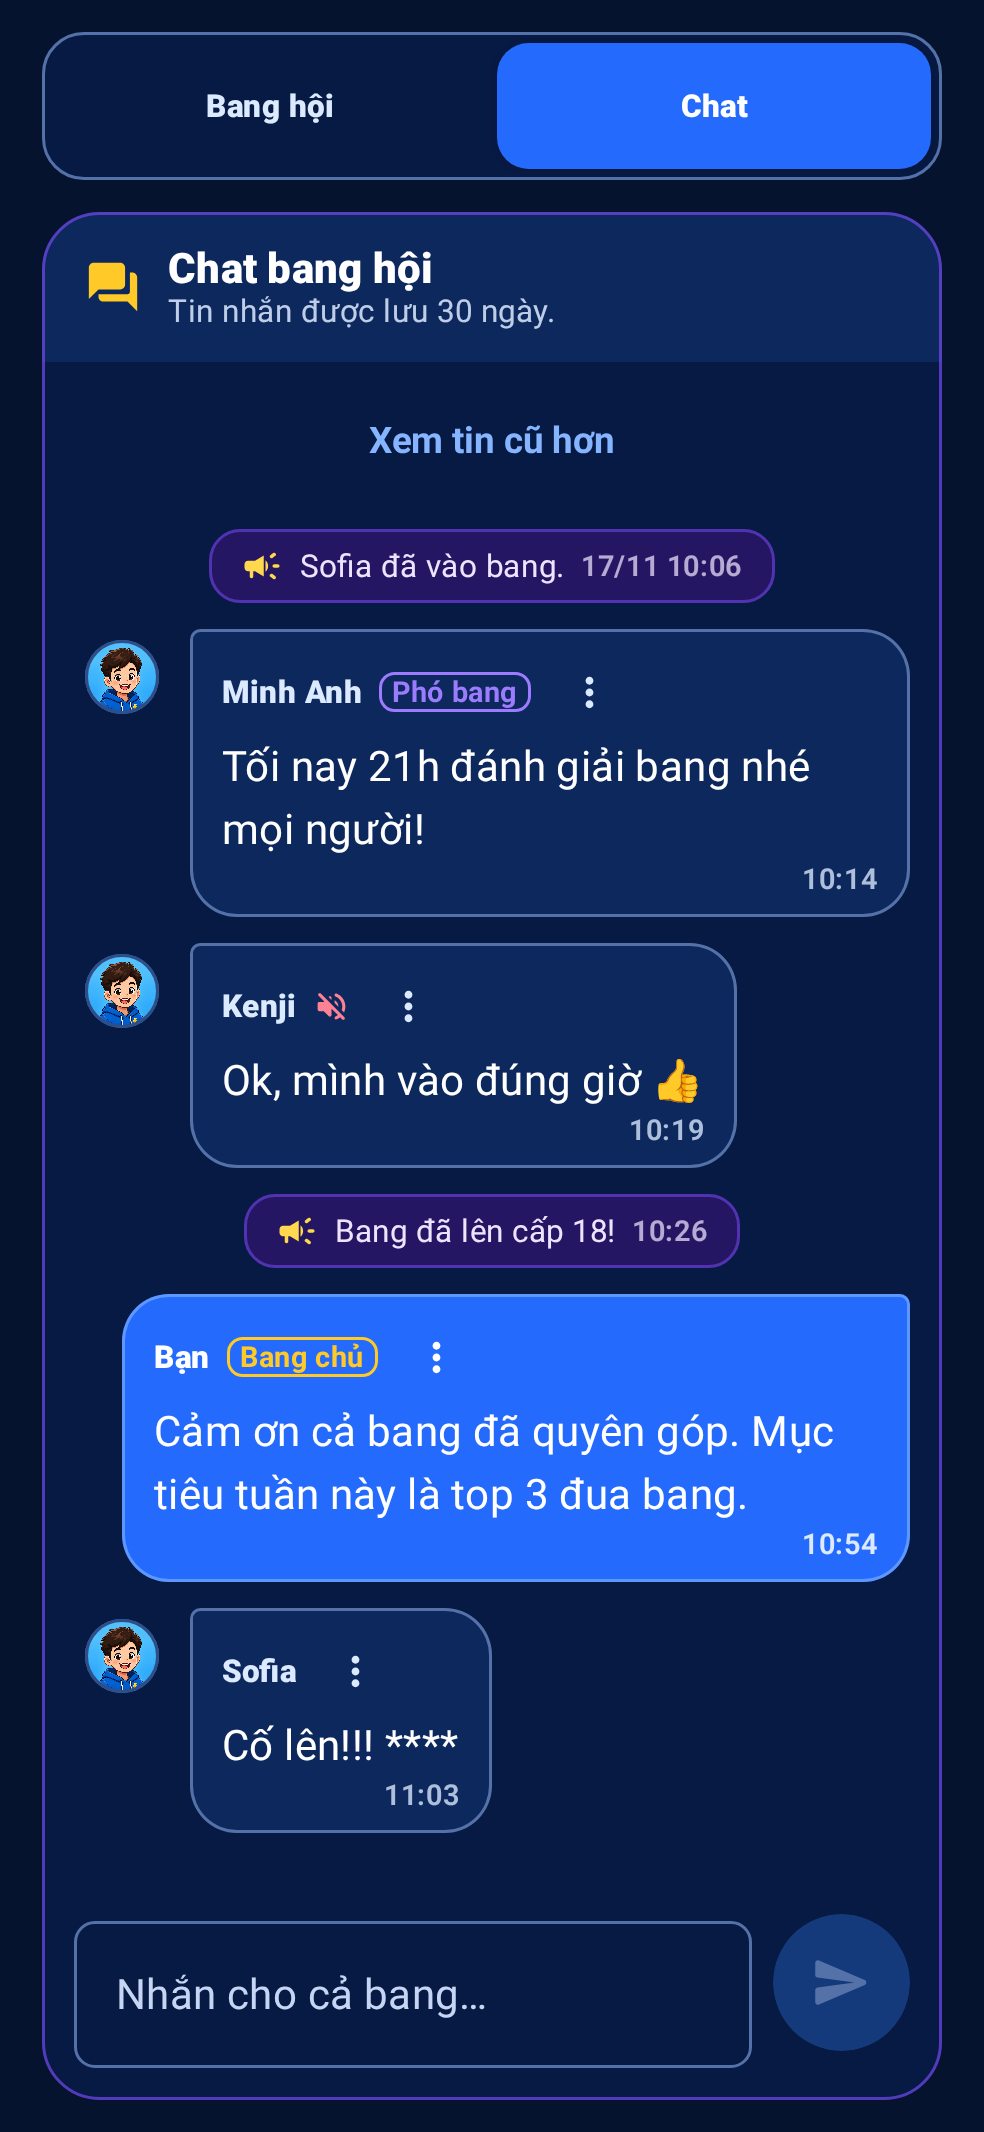 Bang hội
Chat
Chat bang hội
Tin nhắn được lưu 30 ngày.
Xem tin cũ hơn
Sofia đã vào bang. 17/11 10:06
Minh Anh Phó bang
Tối nay 21h đánh giải bang nhé
mọi người!
10:14
Kenji
Ok, mình vào đúng giờ 👍
10:19
Bang đã lên cấp 18! 10:26
Bạn Bang chủ
Cảm ơn cả bang đã quyên góp. Mục
tiêu tuần này là top 3 đua bang.
10:54
Sofia
Cố lên!!! ****
11:03
Nhắn cho cả bang…